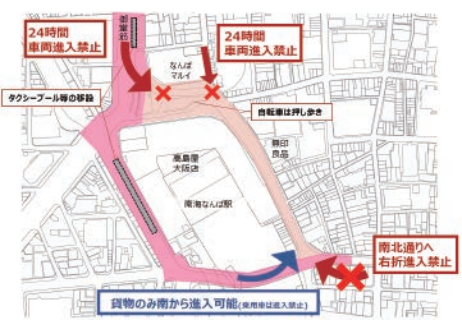 御堂筋
24時間
車両進入禁止
24時間
車両進入禁止
なんば
マルイ
タクシープール等の移設
自転車は押し歩き
無印
良品
高島屋
大阪店
南海なんば駅
南北通りへ
右折進入禁止
貨物のみ南から進入可能(乗用車は進入禁止)